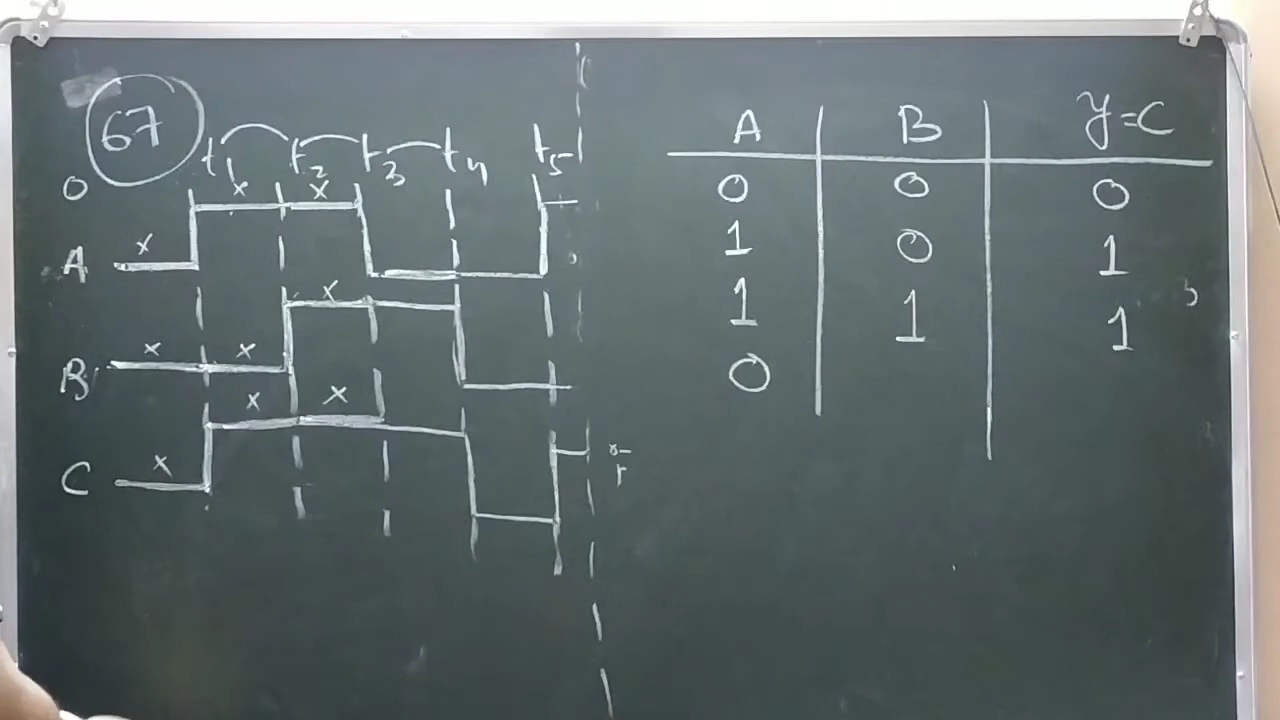 67
t1 t2 t3 t4 t5
0
A
B
C
x x x
x
x x
x x
x
A B y=C
0 0 0
1 0 1
1 1 1
0